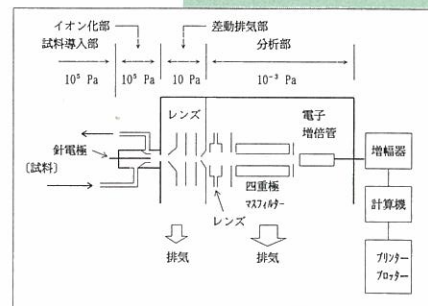 イオン化部 差動排気部
試料導入部 分析部
10⁵ Pa 10⁵ Pa 10 Pa 10⁻³ Pa
レンズ 電子
増倍管
針電極
〔試料〕
増幅器
四重極
マスフィルター
計算機
レンズ
排気 排気
プリンター
プロッター